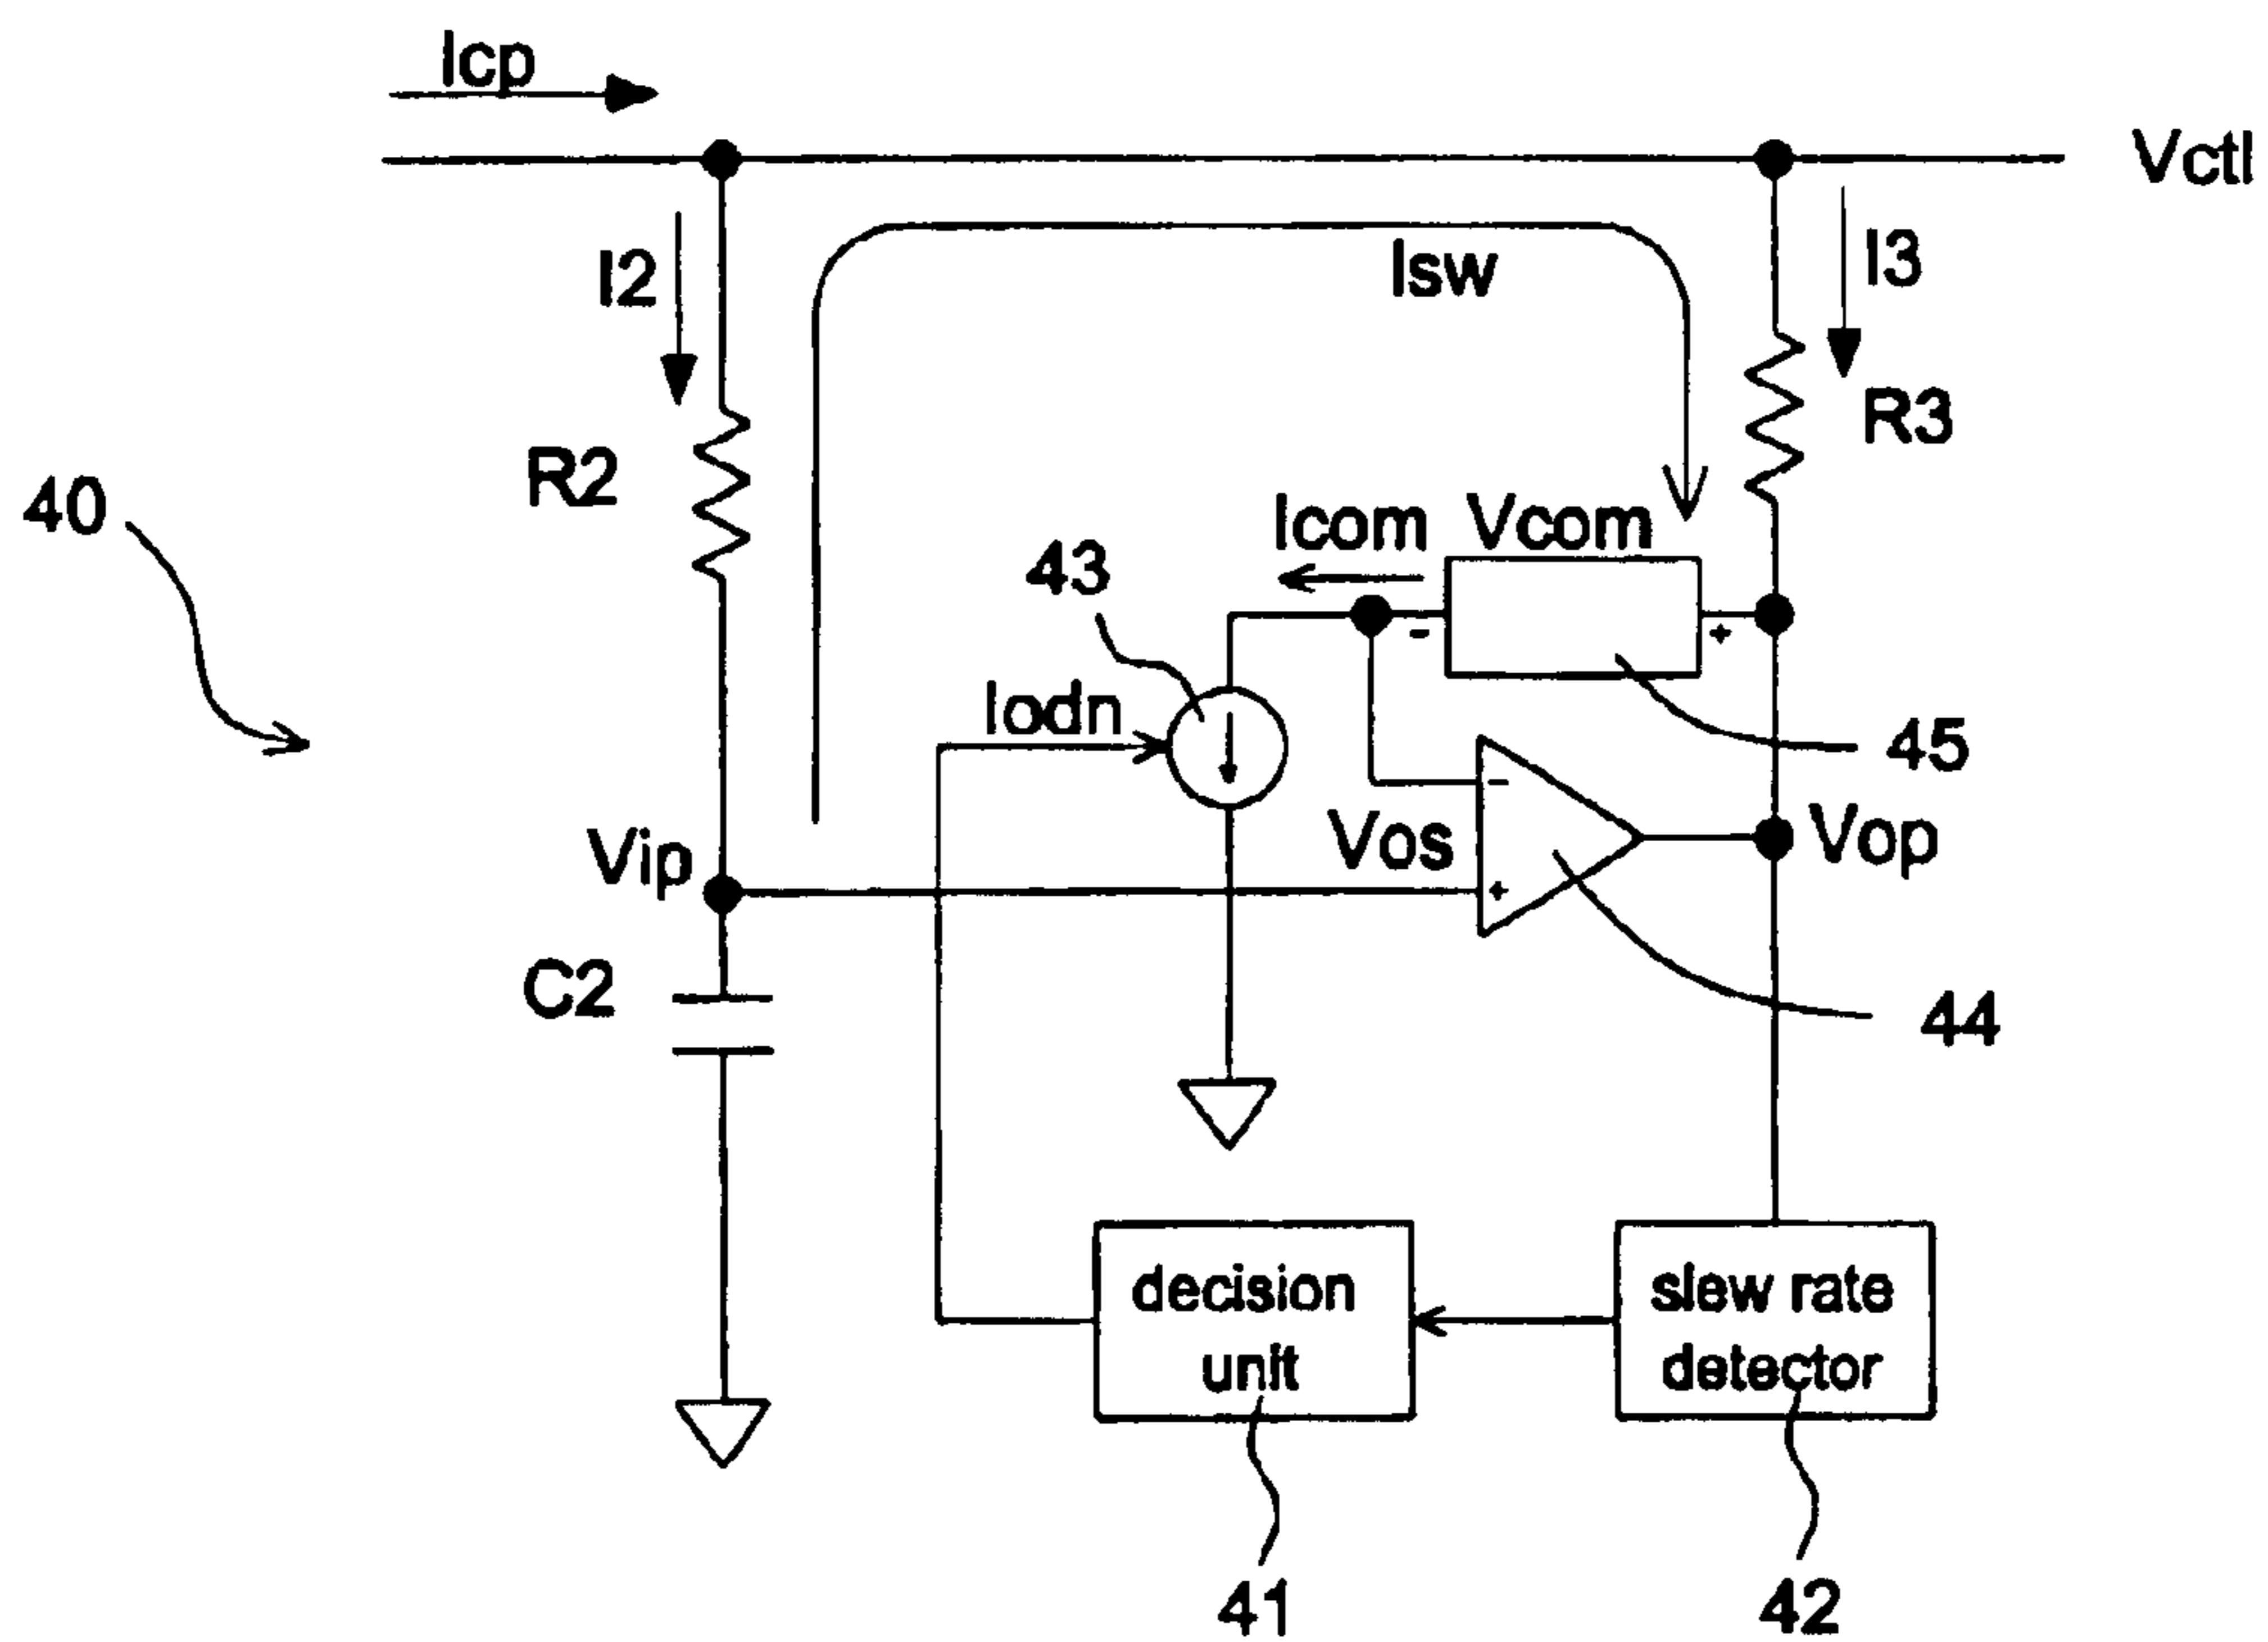 Icp
Vctl
I2
Isw
I3
R2
R3
40
Icom
Vcom
43
-
+
Iodn
45
-
Vip
Vos
Vop
+
C2
44
decision
unit
slew rate
detector
41
42